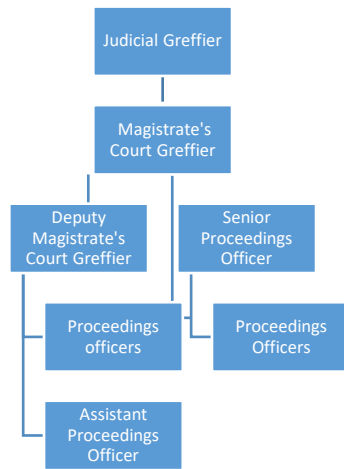 Judicial Greffier
Magistrate's
Court Greffier
Deputy
Magistrate's
Court Greffier
Senior
Proceedings
Officer
Proceedings
officers
Proceedings
Officers
Assistant
Proceedings
Officer